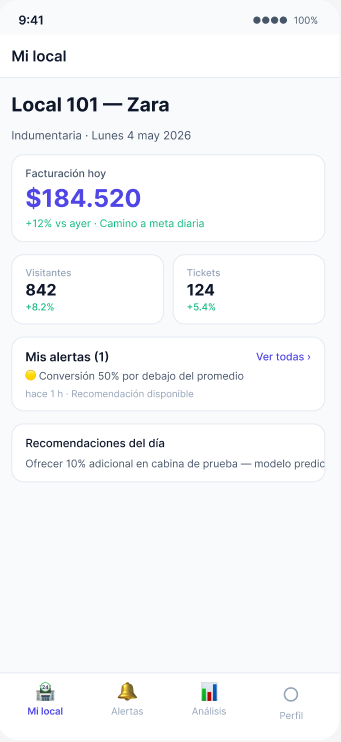 9:41
100%
Mi local
Local 101 — Zara
Indumentaria · Lunes 4 may 2026
Facturación hoy
$184.520
+12% vs ayer · Camino a meta diaria
Visitantes
842
+8.2%
Tickets
124
+5.4%
Mis alertas (1)
Ver todas ›
Conversión 50% por debajo del promedio
hace 1 h · Recomendación disponible
Recomendaciones del día
Ofrecer 10% adicional en cabina de prueba — modelo predic
Mi local
Alertas
Análisis
Perfil